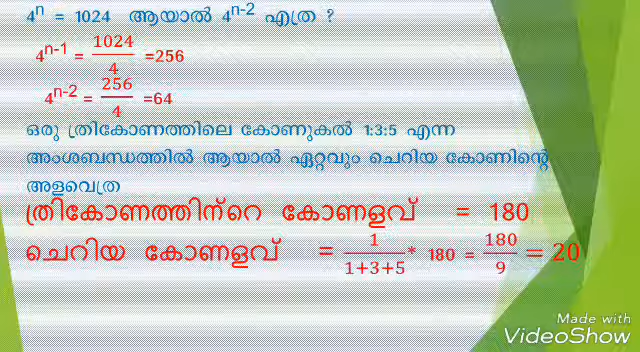 4ⁿ = 1024 ആയാൽ 4ⁿ⁻² എത്ര ?
4ⁿ⁻¹ = 1024/4 =256
4ⁿ⁻² = 256/4 =64
ഒരു ത്രികോണത്തിലെ കോണുകൽ 1:3:5 എന്ന
അംശബന്ധത്തിൽ ആയാൽ ഏറ്റവും ചെറിയ കോണിന്റെ
അളവെത്ര
ത്രികോണത്തിന്റെ കോണളവ് = 180
ചെറിയ കോണളവ് = 1/1+3+5 * 180 = 180/9 = 20
Made with
VideoShow